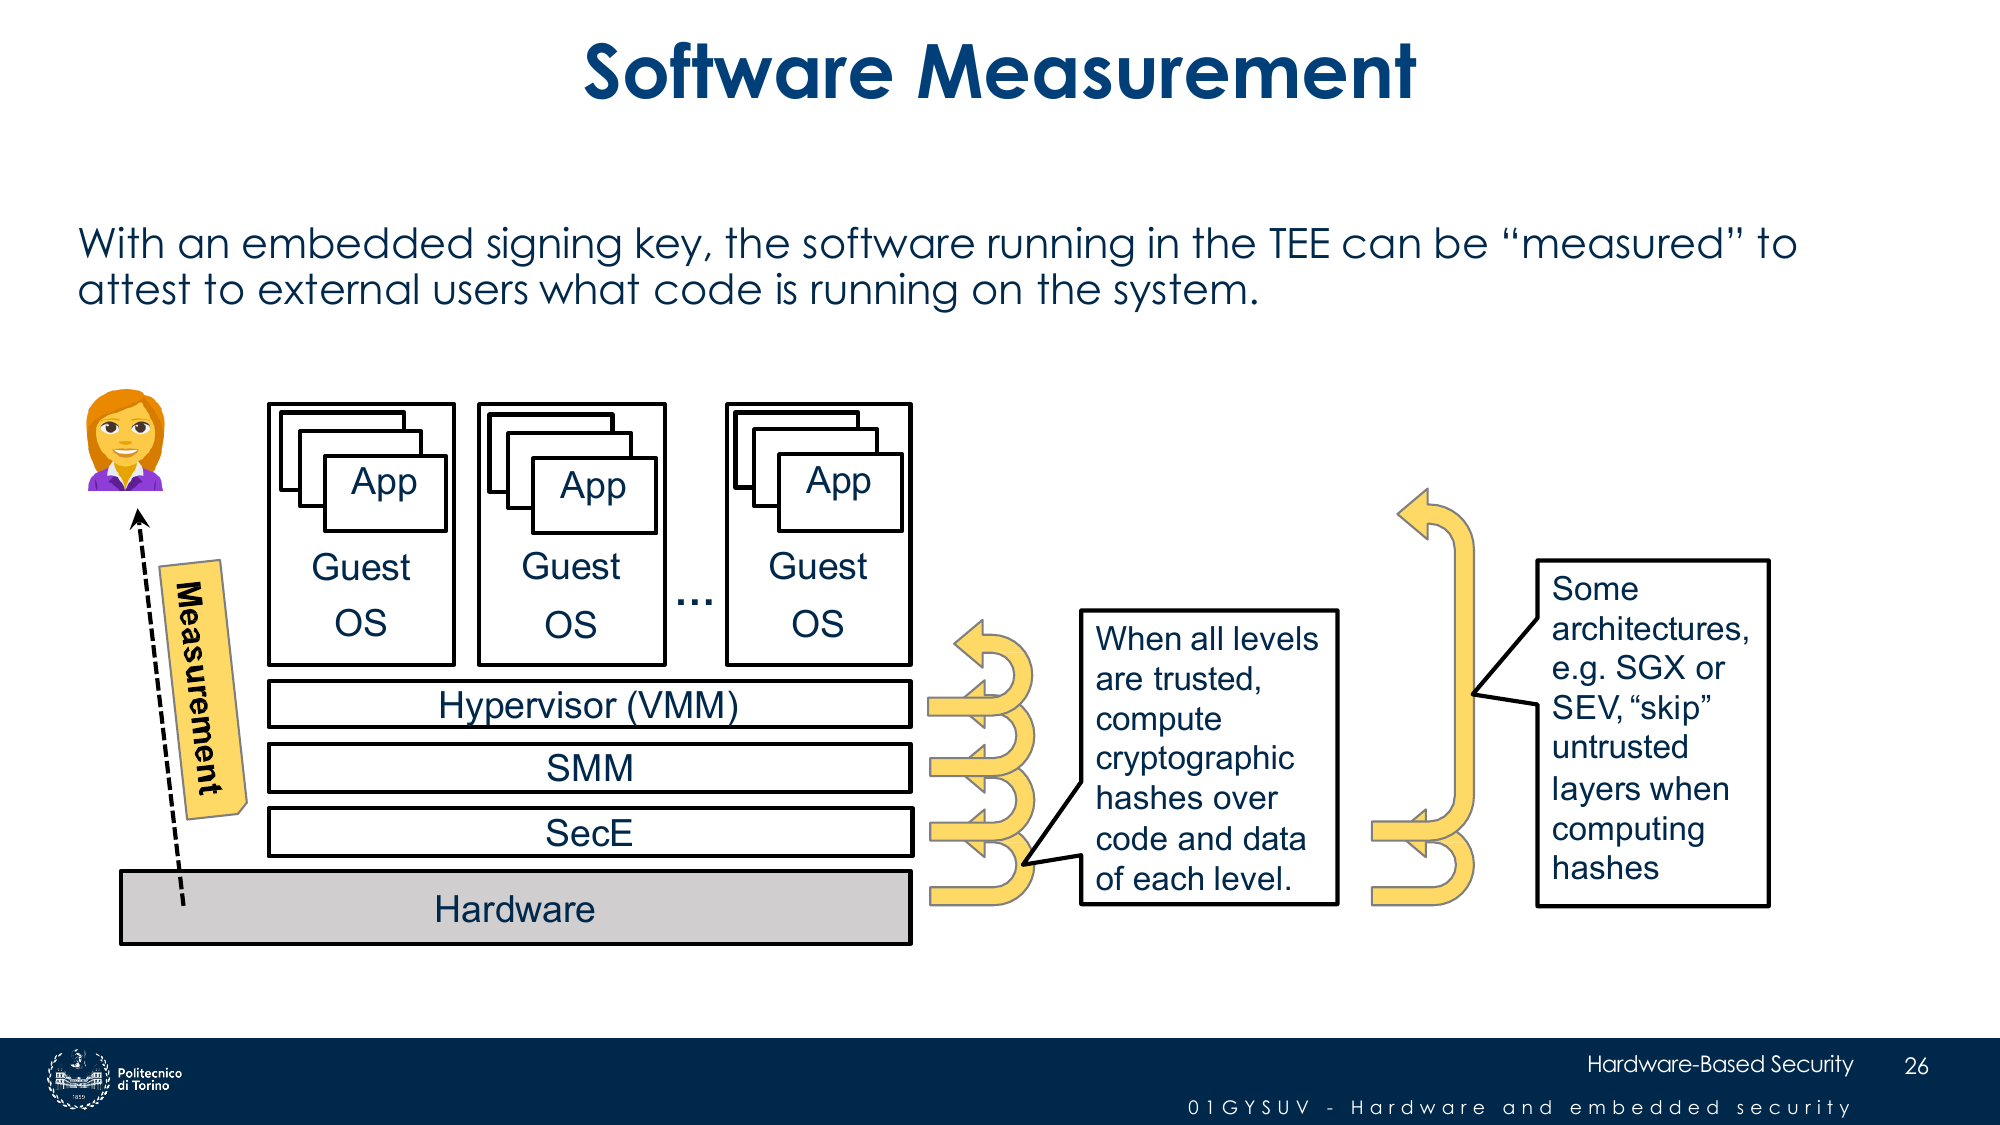 Software Measurement
With an embedded signing key, the software running in the TEE can be “measured” to
attest to external users what code is running on the system.
Measurement
App
Guest
OS
App
Guest
OS
...
App
Guest
OS
Hypervisor (VMM)
SMM
SecE
Hardware
When all levels
are trusted,
compute
cryptographic
hashes over
code and data
of each level.
Some
architectures,
e.g. SGX or
SEV, “skip”
untrusted
layers when
computing
hashes
Politecnico
di Torino
1859
Hardware-Based Security
26
01GYSUV - Hardware and embedded security